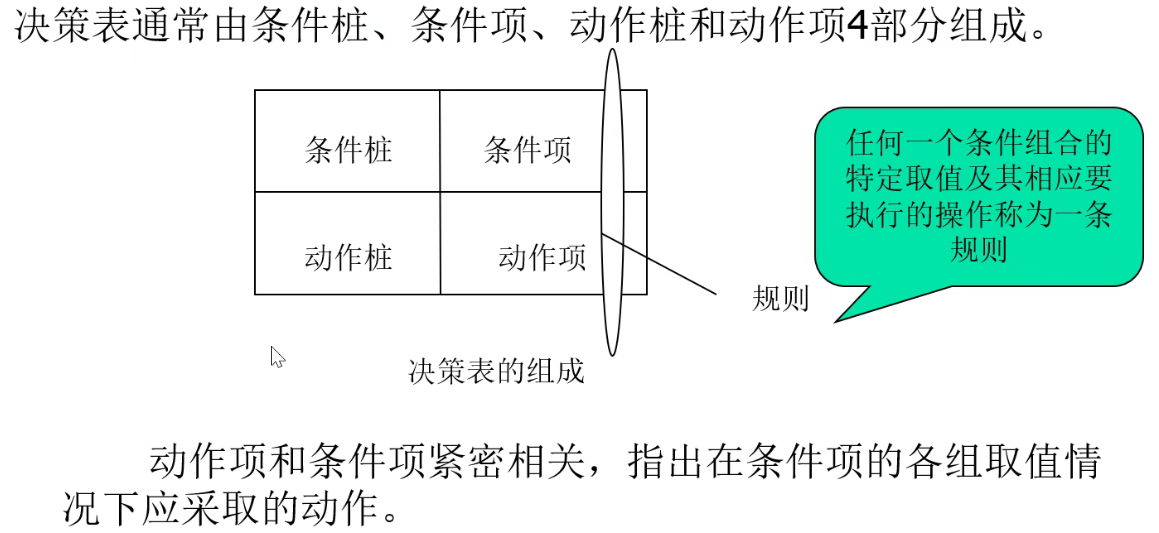 决策表通常由条件桩、条件项、动作桩和动作项4部分组成。
条件桩
条件项
动作桩
动作项
任何一个条件组合的
特定取值及其相应要
执行的操作称为一条
规则
规则
决策表的组成
动作项和条件项紧密相关，指出在条件项的各组取值情
况下应采取的动作。